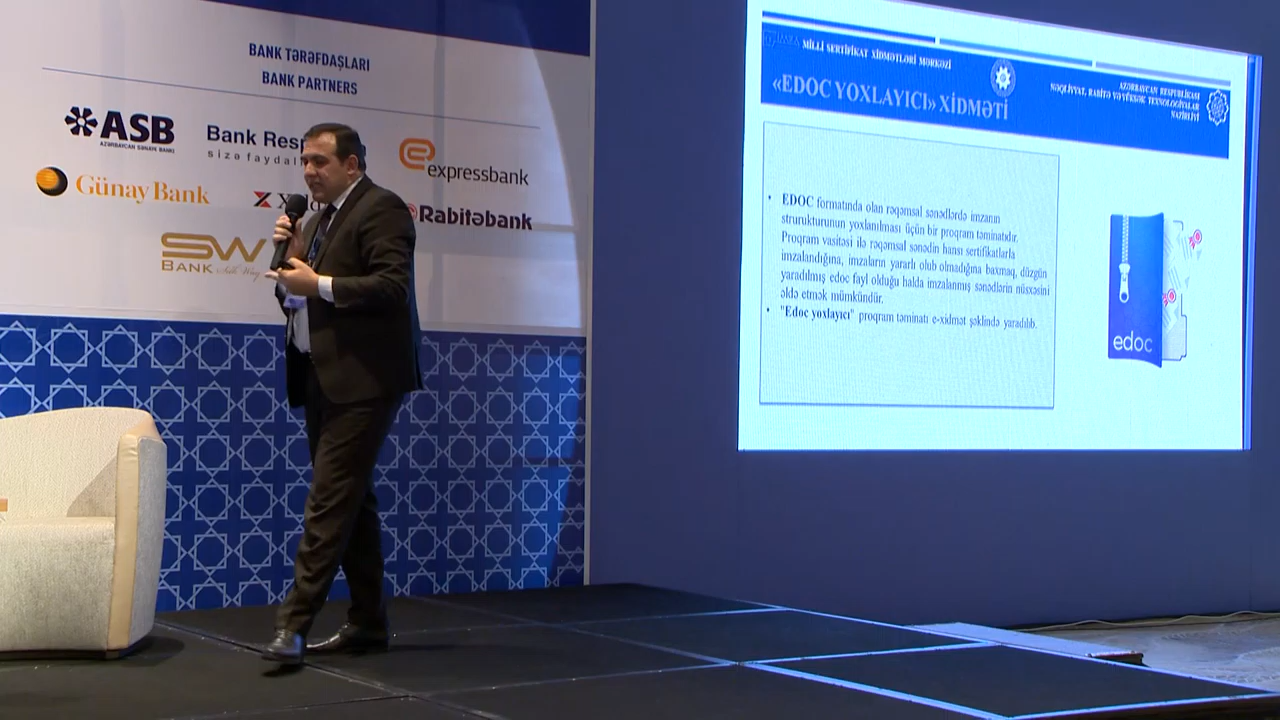 BANK TƏRƏFDAŞLARI
BANK PARTNERS
ASB
AZƏRBAYCAN SƏNAYE BANKI
Bank Resp
sizə faydal
expressbank
Günay Bank
Rabitəbank
SW
BANK Silk Way
MİLLİ SERTİFİKAT XİDMƏTLƏRİ MƏRKƏZİ
«EDOC YOXLAYICI» XİDMƏTİ
AZƏRBAYCAN RESPUBLİKASI
NƏQLİYYAT, RABİTƏ VƏ YÜKSƏK TEXNOLOGİYALAR
NAZİRLİYİ
• EDOC formatında olan rəqəmsal sənədlərdə imzanın
strurukturunun yoxlanılması üçün bir proqram təminatıdır.
Proqram vasitəsi ilə rəqəmsal sənədin hansı sertifikatlarla
imzalandığına, imzaların yararlı olub olmadığına baxmaq, düzgün
yaradılmış edoc fayl olduğu halda imzalanmış sənədlərin nüsxəsini
əldə etmək mümkündür.
• "Edoc yoxlayıcı" proqram təminatı e-xidmət şəklində yaradılıb.
edoc